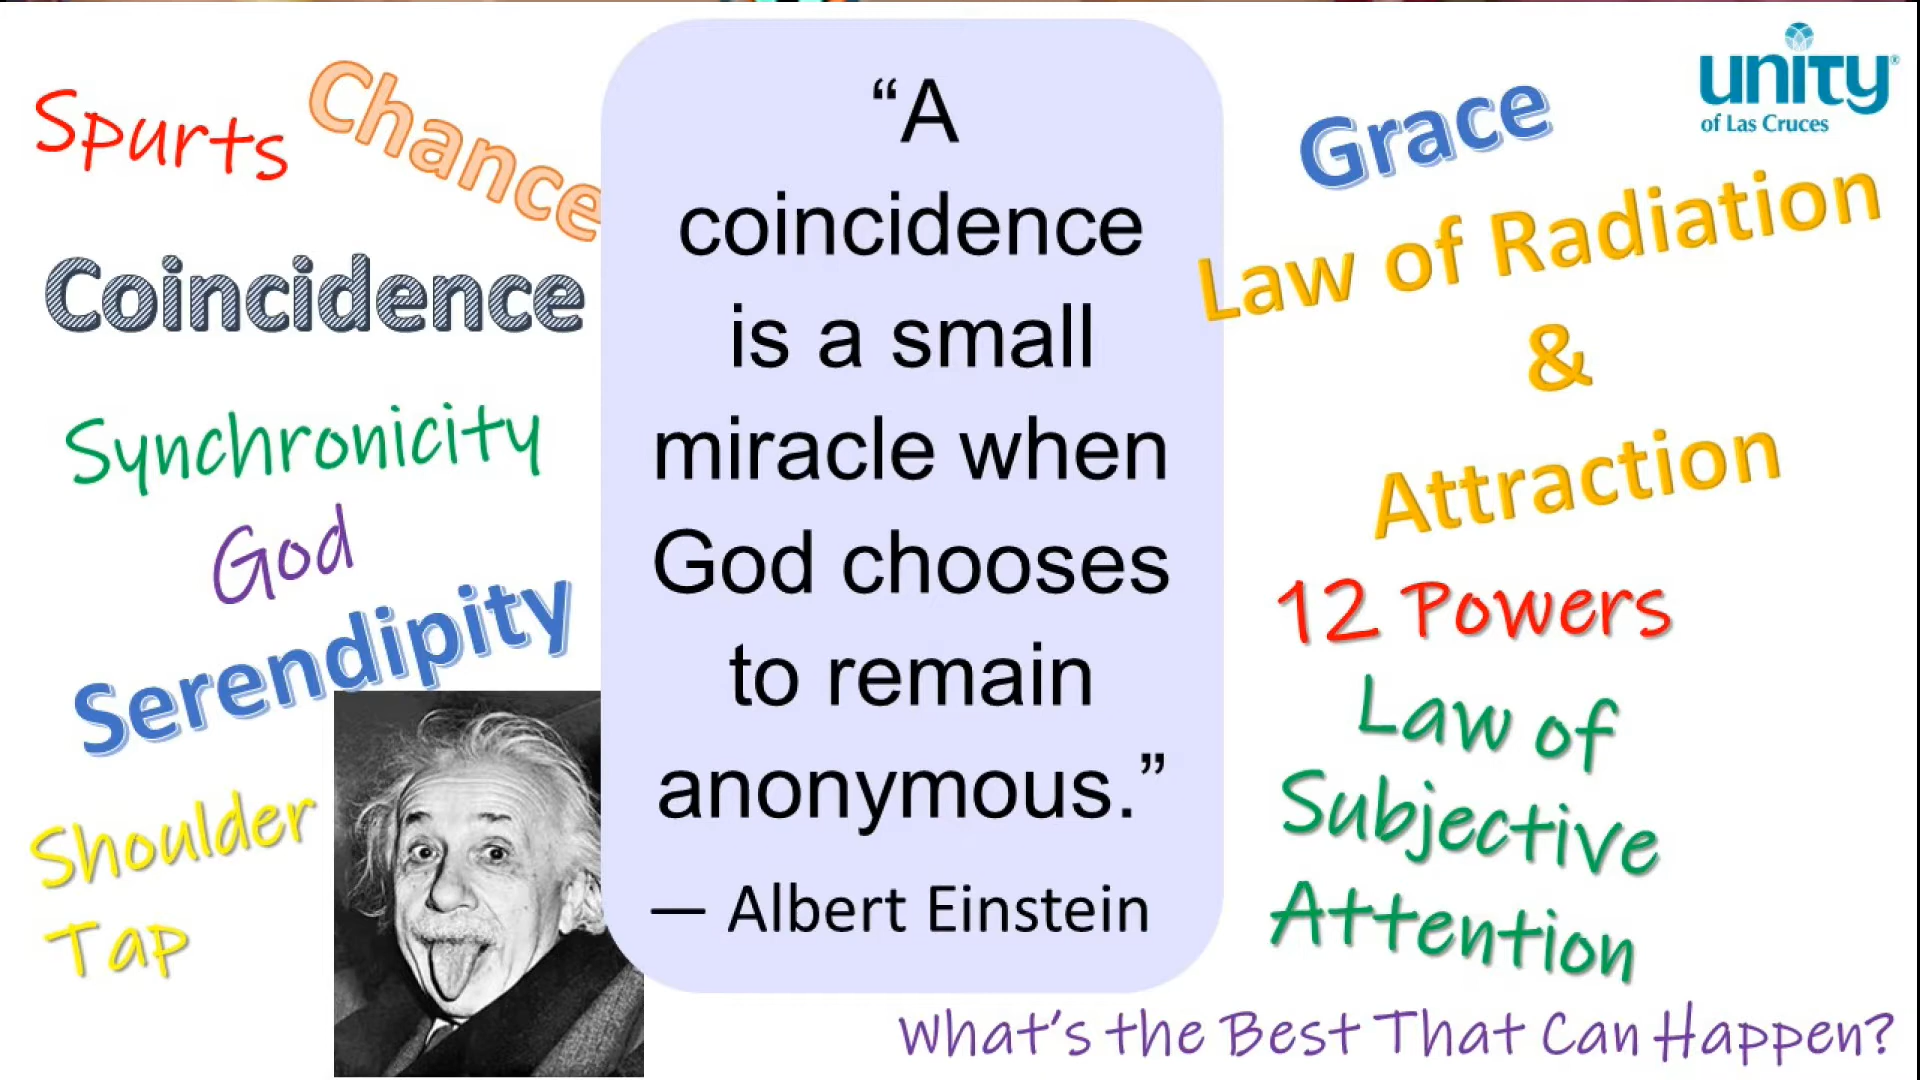 Spurts
Chance
Coincidence
Synchronicity
God
Serendipity
Shoulder
Tap
“A
coincidence
is a small
miracle when
God chooses
to remain
anonymous.”
— Albert Einstein
unity®
of Las Cruces
Grace
Law of Radiation
&
Attraction
12 Powers
Law of
Subjective
Attention
What's the Best That Can Happen?